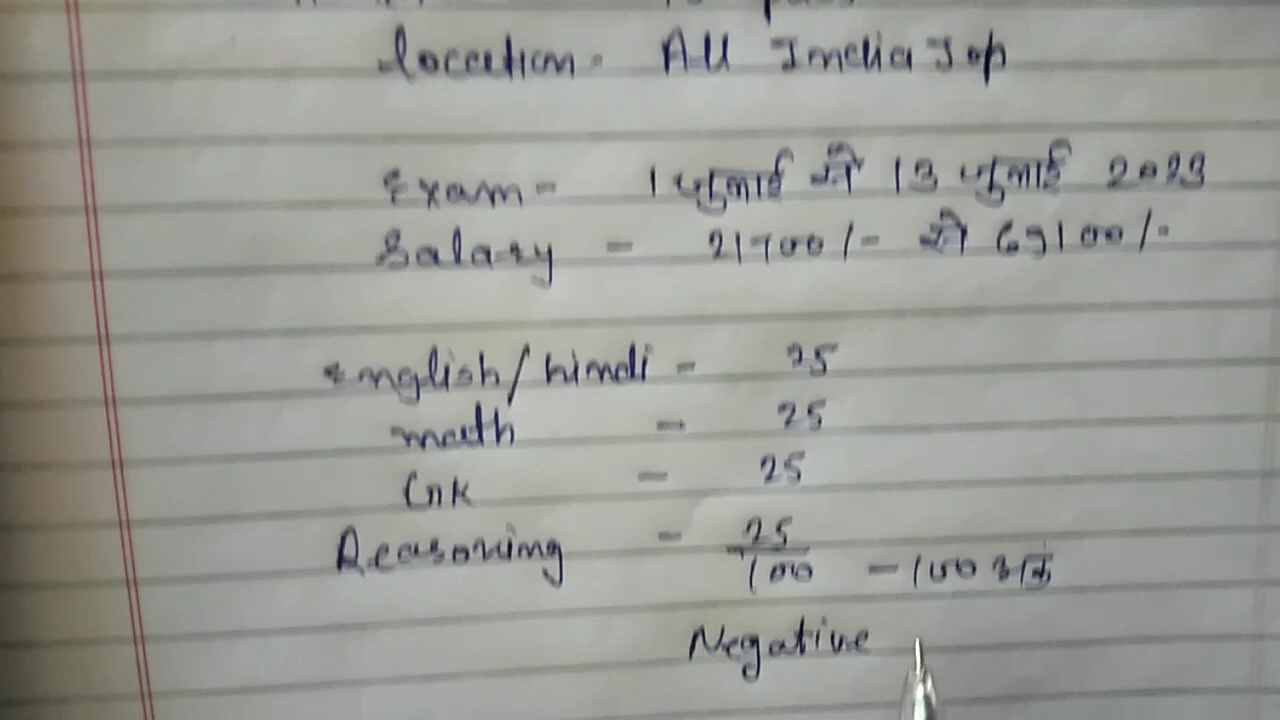 location - All India Job
Exam - 1 जुलाई से 13 जुलाई 2023
Salary - 21700/- से 69100/-
English/hindi - 25
math - 25
GK - 25
Reasoning - 25
100 - 100 अंक
Negative